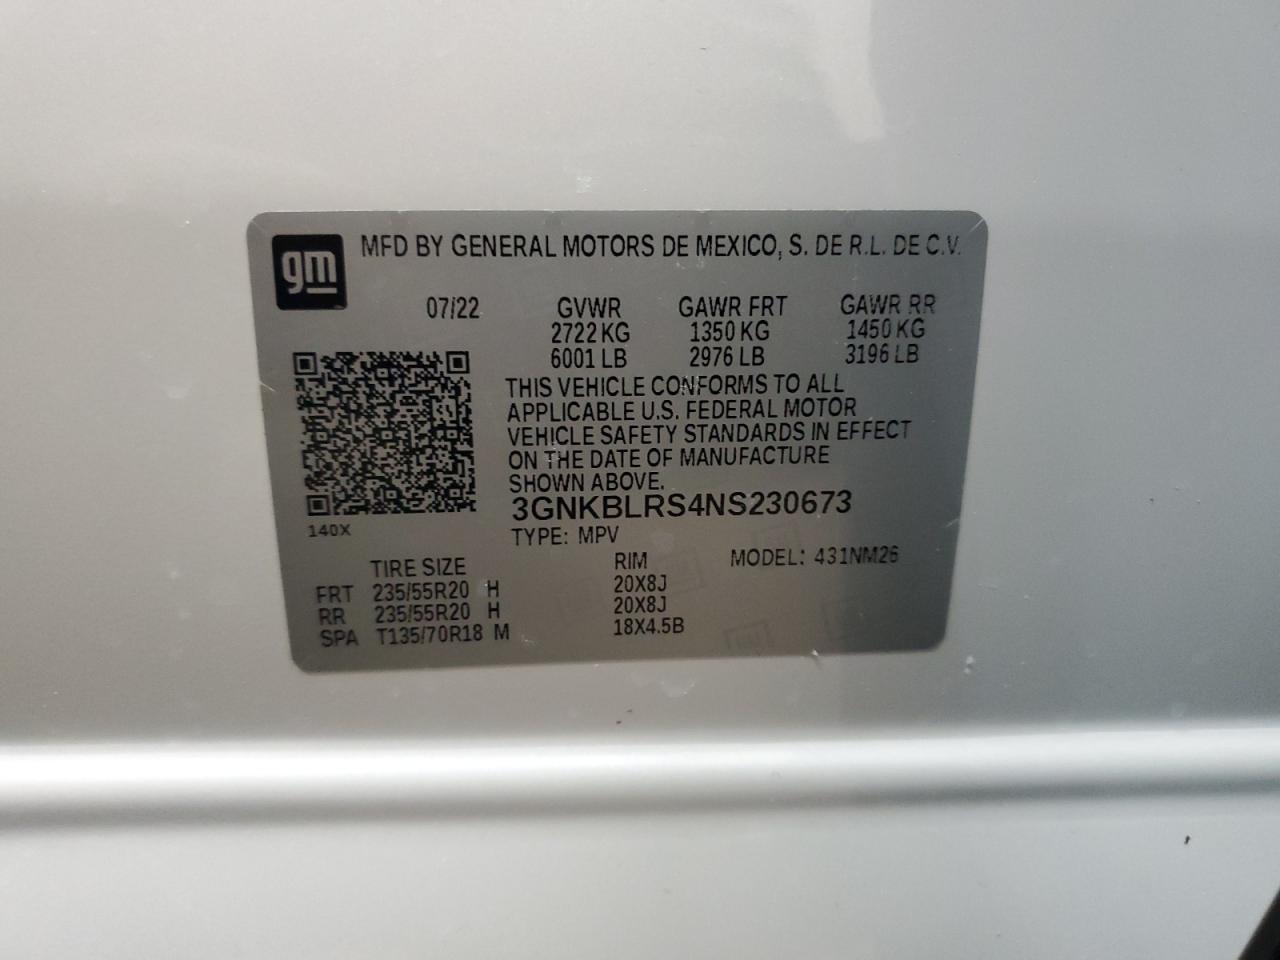 gm
MFD BY GENERAL MOTORS DE MEXICO, S. DE R.L. DE C.V.
07/22 GVWR GAWR FRT GAWR RR
2722 KG 1350 KG 1450 KG
6001 LB 2976 LB 3196 LB
THIS VEHICLE CONFORMS TO ALL
APPLICABLE U.S. FEDERAL MOTOR
VEHICLE SAFETY STANDARDS IN EFFECT
ON THE DATE OF MANUFACTURE
SHOWN ABOVE.
3GNKBLRS4NS230673
140X
TYPE: MPV
TIRE SIZE RIM MODEL: 431NM26
FRT 235/55R20 H 20X8J
RR 235/55R20 H 20X8J
SPA T135/70R18 M 18X4.5B